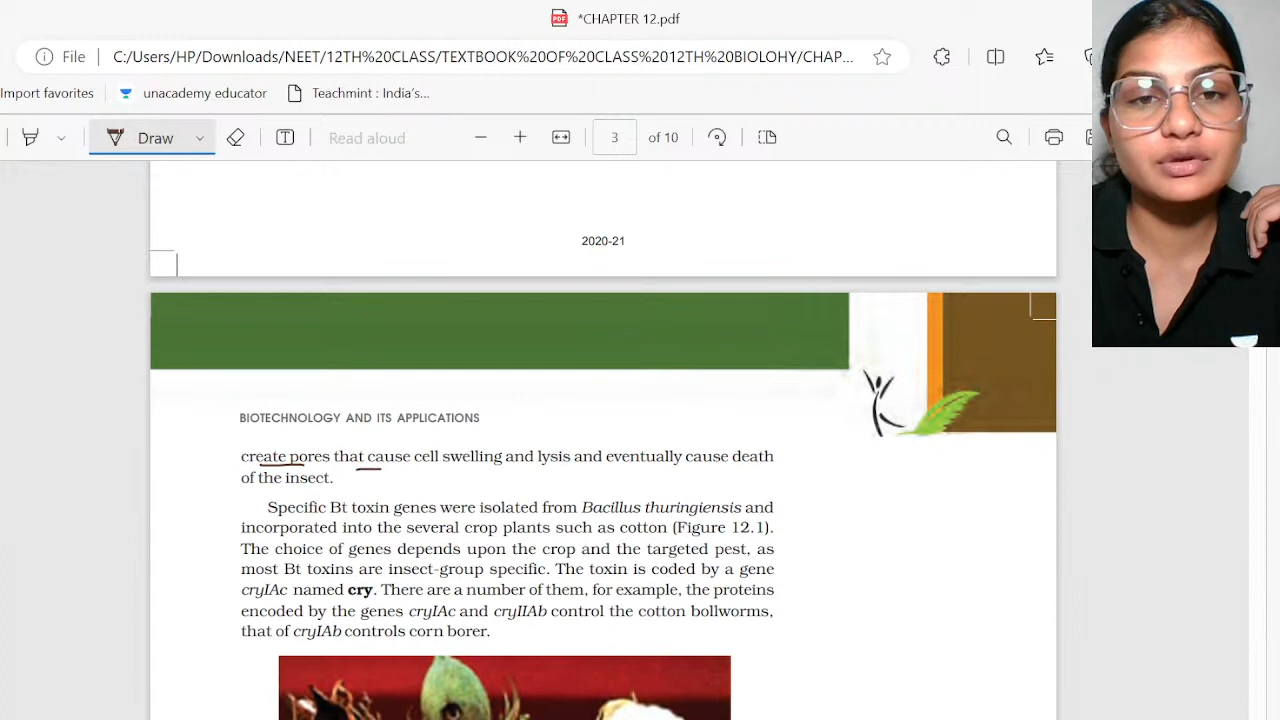 *CHAPTER 12.pdf
File C:/Users/HP/Downloads/NEET/12TH%20CLASS/TEXTBOOK%20OF%20CLASS%2012TH%20BIOLOHY/CHAP...
Import favorites unacademy educator Teachmint : India's...
Draw Read aloud 3 of 10
2020-21
BIOTECHNOLOGY AND ITS APPLICATIONS
create pores that cause cell swelling and lysis and eventually cause death
of the insect.
Specific Bt toxin genes were isolated from Bacillus thuringiensis and
incorporated into the several crop plants such as cotton (Figure 12.1).
The choice of genes depends upon the crop and the targeted pest, as
most Bt toxins are insect-group specific. The toxin is coded by a gene
cryIAc named cry. There are a number of them, for example, the proteins
encoded by the genes cryIAc and cryIIAb control the cotton bollworms,
that of cryIAb controls corn borer.